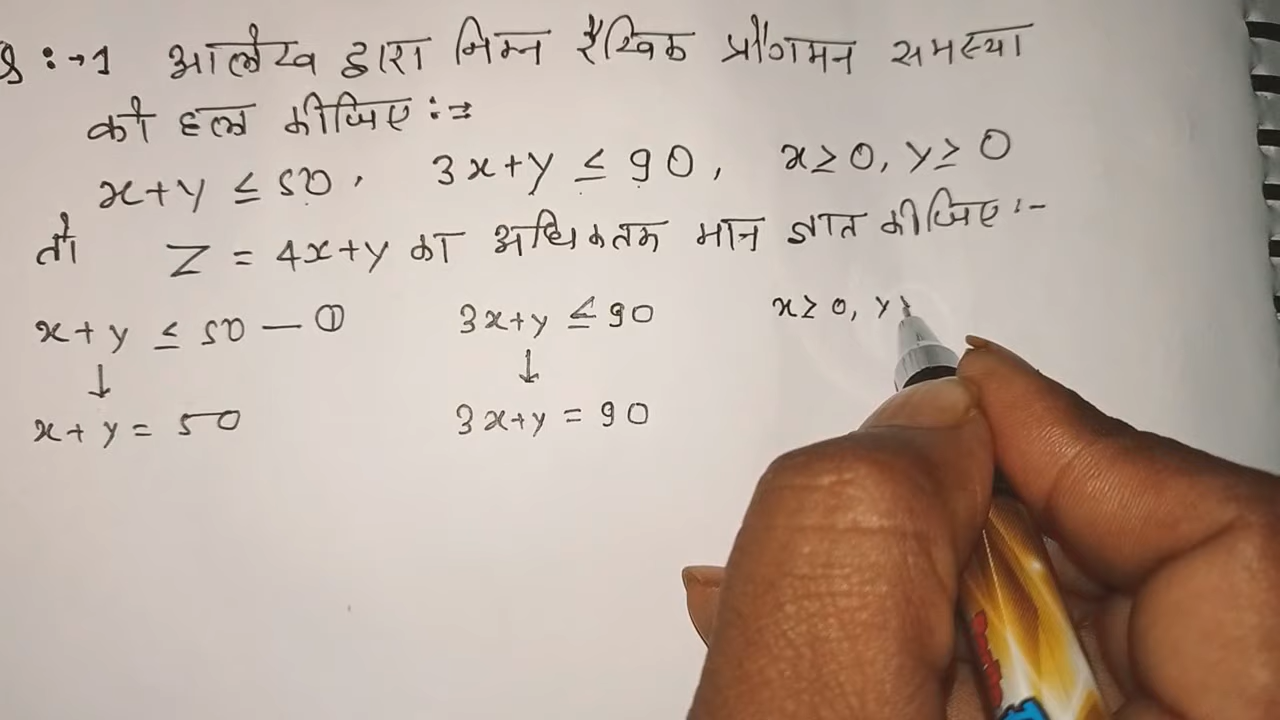 Q :→1 आलेख द्वारा निम्न रैखिक प्रोगामन समस्या
को हल कीजिए :⇒
x+y ≤ 50, 3x+y ≤ 90, x≥0, y≥0
तो Z = 4x+y का अधिकतम मान ज्ञात कीजिए :-
x+y ≤ 50 — ① 3x+y ≤ 90 x≥0, y
↓ ↓
x+y = 50 3x+y = 90